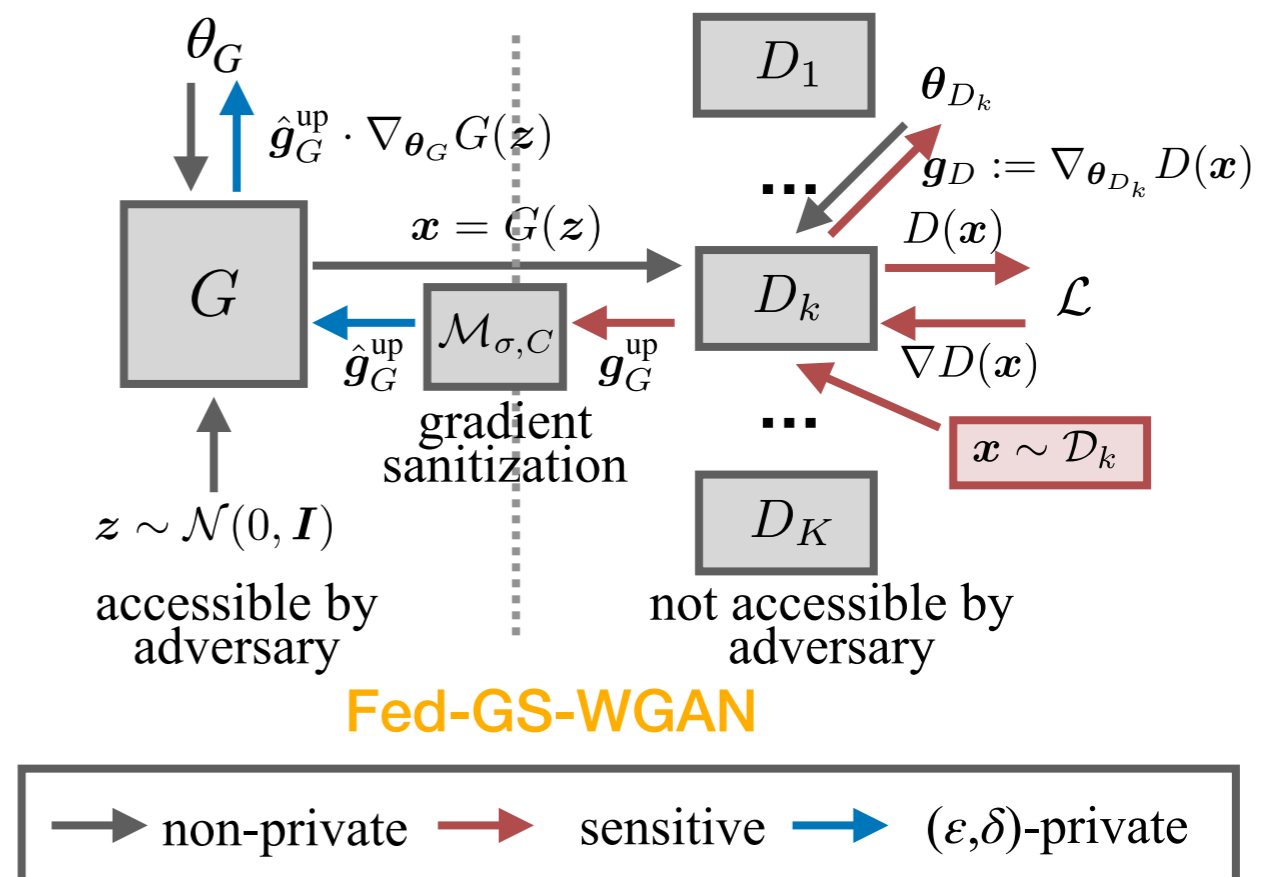 θ_G
ĝ_G^up · ∇_{θ_G} G(z)
x = G(z)
G
M_{σ,C}
ĝ_G^up
g_G^up
gradient
sanitization
z ∼ N(0, I)
accessible by
adversary
D_1
θ_{D_k}
g_D := ∇_{θ_{D_k}} D(x)
...
D(x)
D_k
L
∇D(x)
...
x ∼ D_k
D_K
not accessible by
adversary
Fed-GS-WGAN
non-private sensitive (ε,δ)-private